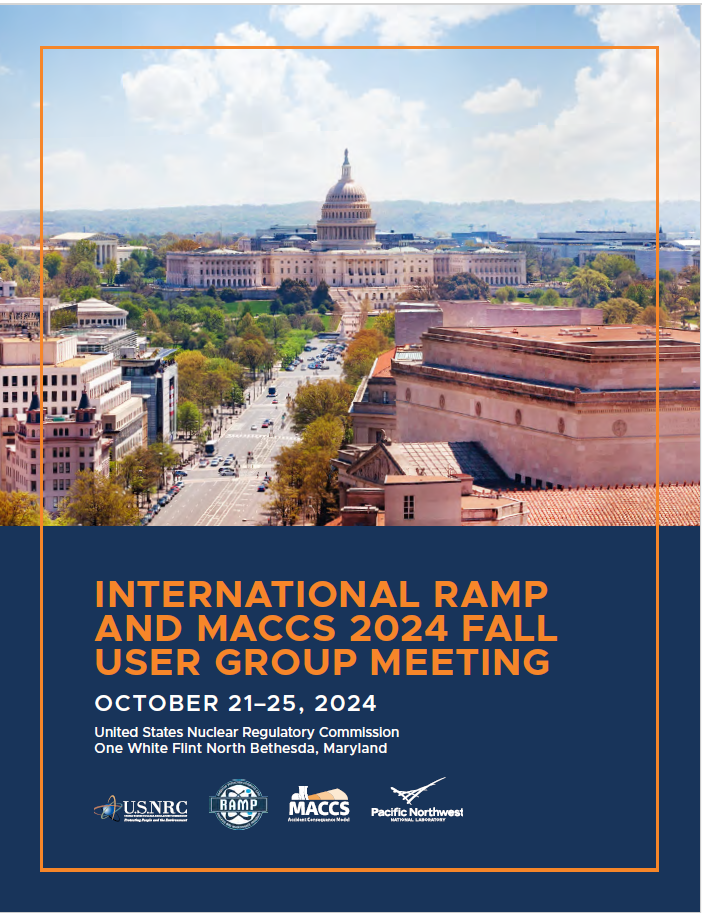 INTERNATIONAL RAMP
AND MACCS 2024 FALL
USER GROUP MEETING
OCTOBER 21–25, 2024
United States Nuclear Regulatory Commission
One White Flint North Bethesda, Maryland
U.S.NRC
Protecting People and the Environment
RAMP
MACCS
Accident Consequence Model
Pacific Northwest
NATIONAL LABORATORY